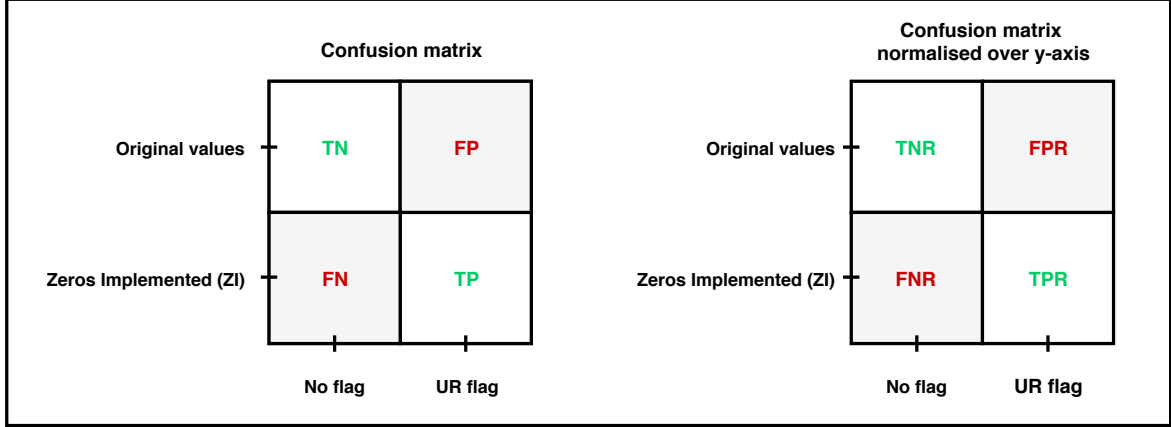 Confusion matrix
Original values
TN
FP
Zeros Implemented (ZI)
FN
TP
No flag
UR flag
Confusion matrix
normalised over y-axis
Original values
TNR
FPR
Zeros Implemented (ZI)
FNR
TPR
No flag
UR flag